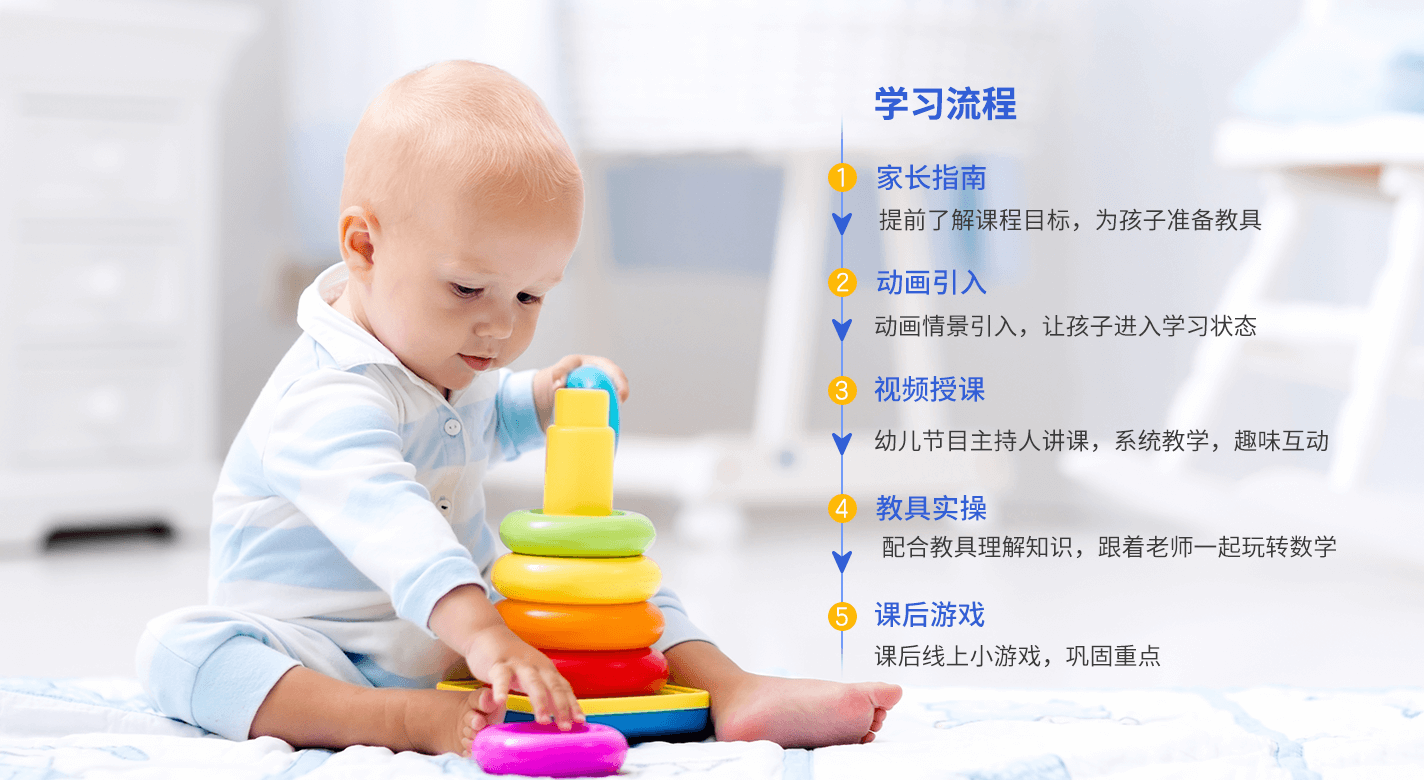 学习流程
1 家长指南
提前了解课程目标，为孩子准备教具
2 动画引入
动画情景引入，让孩子进入学习状态
3 视频授课
幼儿节目主持人讲课，系统教学，趣味互动
4 教具实操
配合教具理解知识，跟着老师一起玩转数学
5 课后游戏
课后线上小游戏，巩固重点